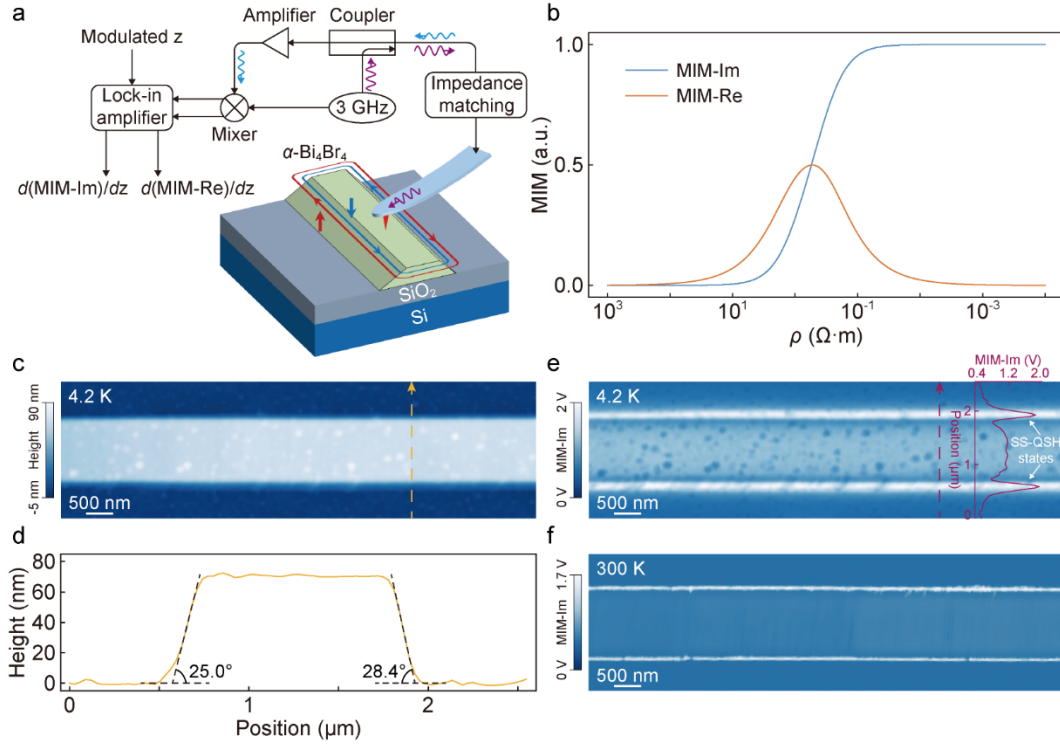 a
Amplifier
Coupler
Modulated z
Lock-in
amplifier
Mixer
3 GHz
Impedance
matching
d(MIM-Im)/dz
d(MIM-Re)/dz
α-Bi₄Br₄
SiO₂
Si
b
MIM (a.u.)
1.0
0.5
0.0
MIM-Im
MIM-Re
10³
10¹
10⁻¹
10⁻³
ρ (Ω·m)
c
-5 nm Height 90 nm
4.2 K
500 nm
d
Height (nm)
80
60
40
20
0
25.0°
28.4°
0
1
2
Position (μm)
e
0 V MIM-Im 2 V
4.2 K
500 nm
MIM-Im (V)
0.4 1.2 2.0
Position (μm)
2
1
0
SS-QSH
states
f
0 V MIM-Im 1.7 V
300 K
500 nm